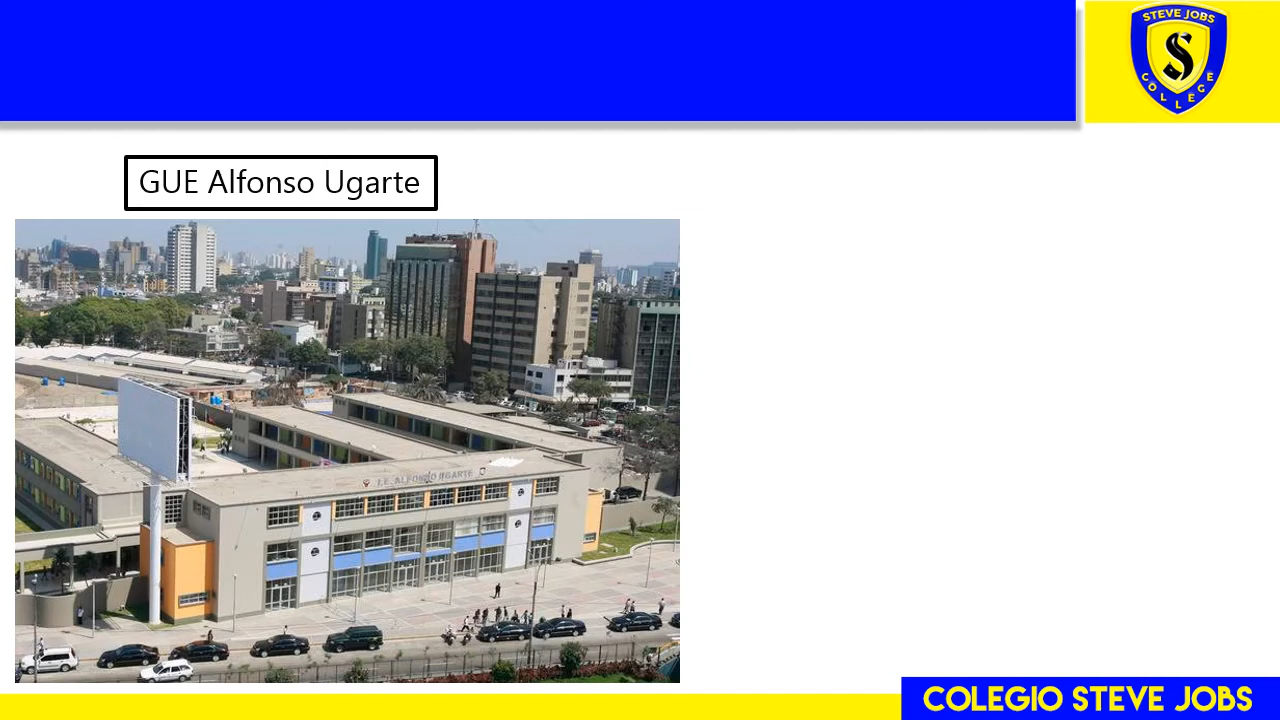 STEVE JOBS
S
COLLEGE
GUE Alfonso Ugarte
I.E. ALFONSO UGARTE
COLEGIO STEVE JOBS